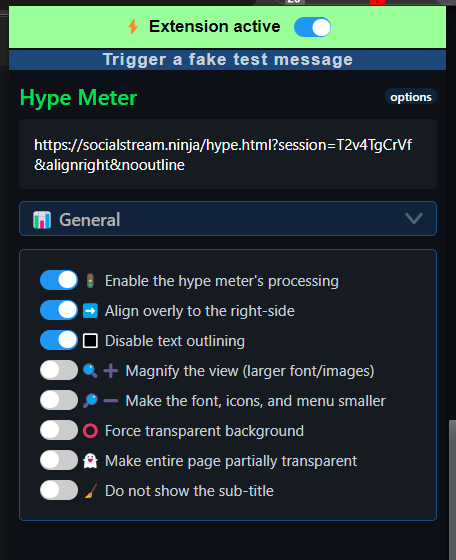 Extension active
Trigger a fake test message
Hype Meter
options
https://socialstream.ninja/hype.html?session=T2v4TgCrVf
&alignright&nooutline
General
Enable the hype meter's processing
Align overly to the right-side
Disable text outlining
Magnify the view (larger font/images)
Make the font, icons, and menu smaller
Force transparent background
Make entire page partially transparent
Do not show the sub-title